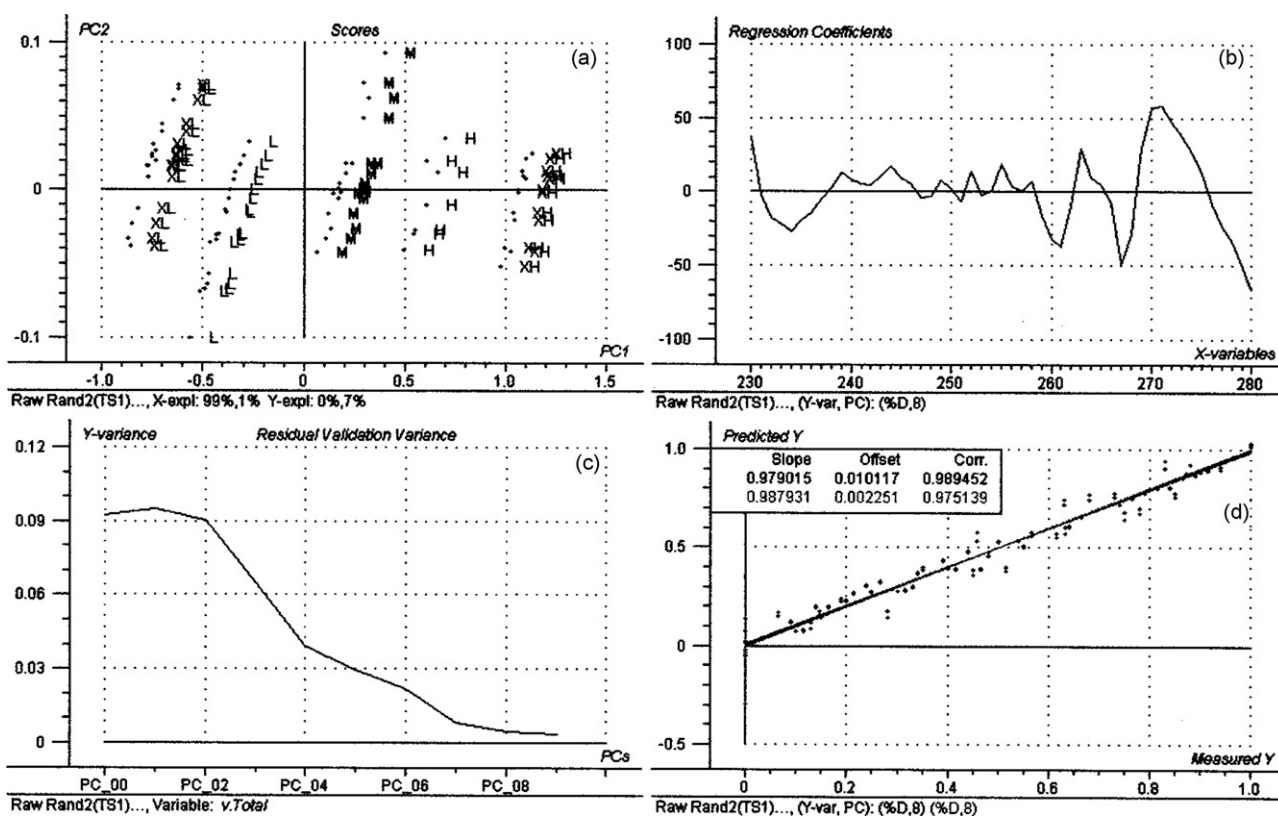 PC2 Scores (a)
0.1
0
-0.1
PC1
-1.0 -0.5 0 0.5 1.0 1.5
Raw Rand2(TS1)..., X-expl: 99%,1% Y-expl: 0%,7%
Regression Coefficients (b)
100
50
0
-50
-100
X-variables
230 240 250 260 270 280
Raw Rand2(TS1)..., (Y-var, PC): (%D,8)
Y-variance Residual Validation Variance (c)
0.12
0.09
0.06
0.03
0
PCs
PC_00 PC_02 PC_04 PC_06 PC_08
Raw Rand2(TS1)..., Variable: v.Total
Predicted Y
1.0
Slope Offset Corr.
0.979015 0.010117 0.989452
0.987931 0.002251 0.975139
(d)
0.5
0
-0.5
Measured Y
0 0.2 0.4 0.6 0.8 1.0
Raw Rand2(TS1)..., (Y-var, PC): (%D,8) (%D,8)